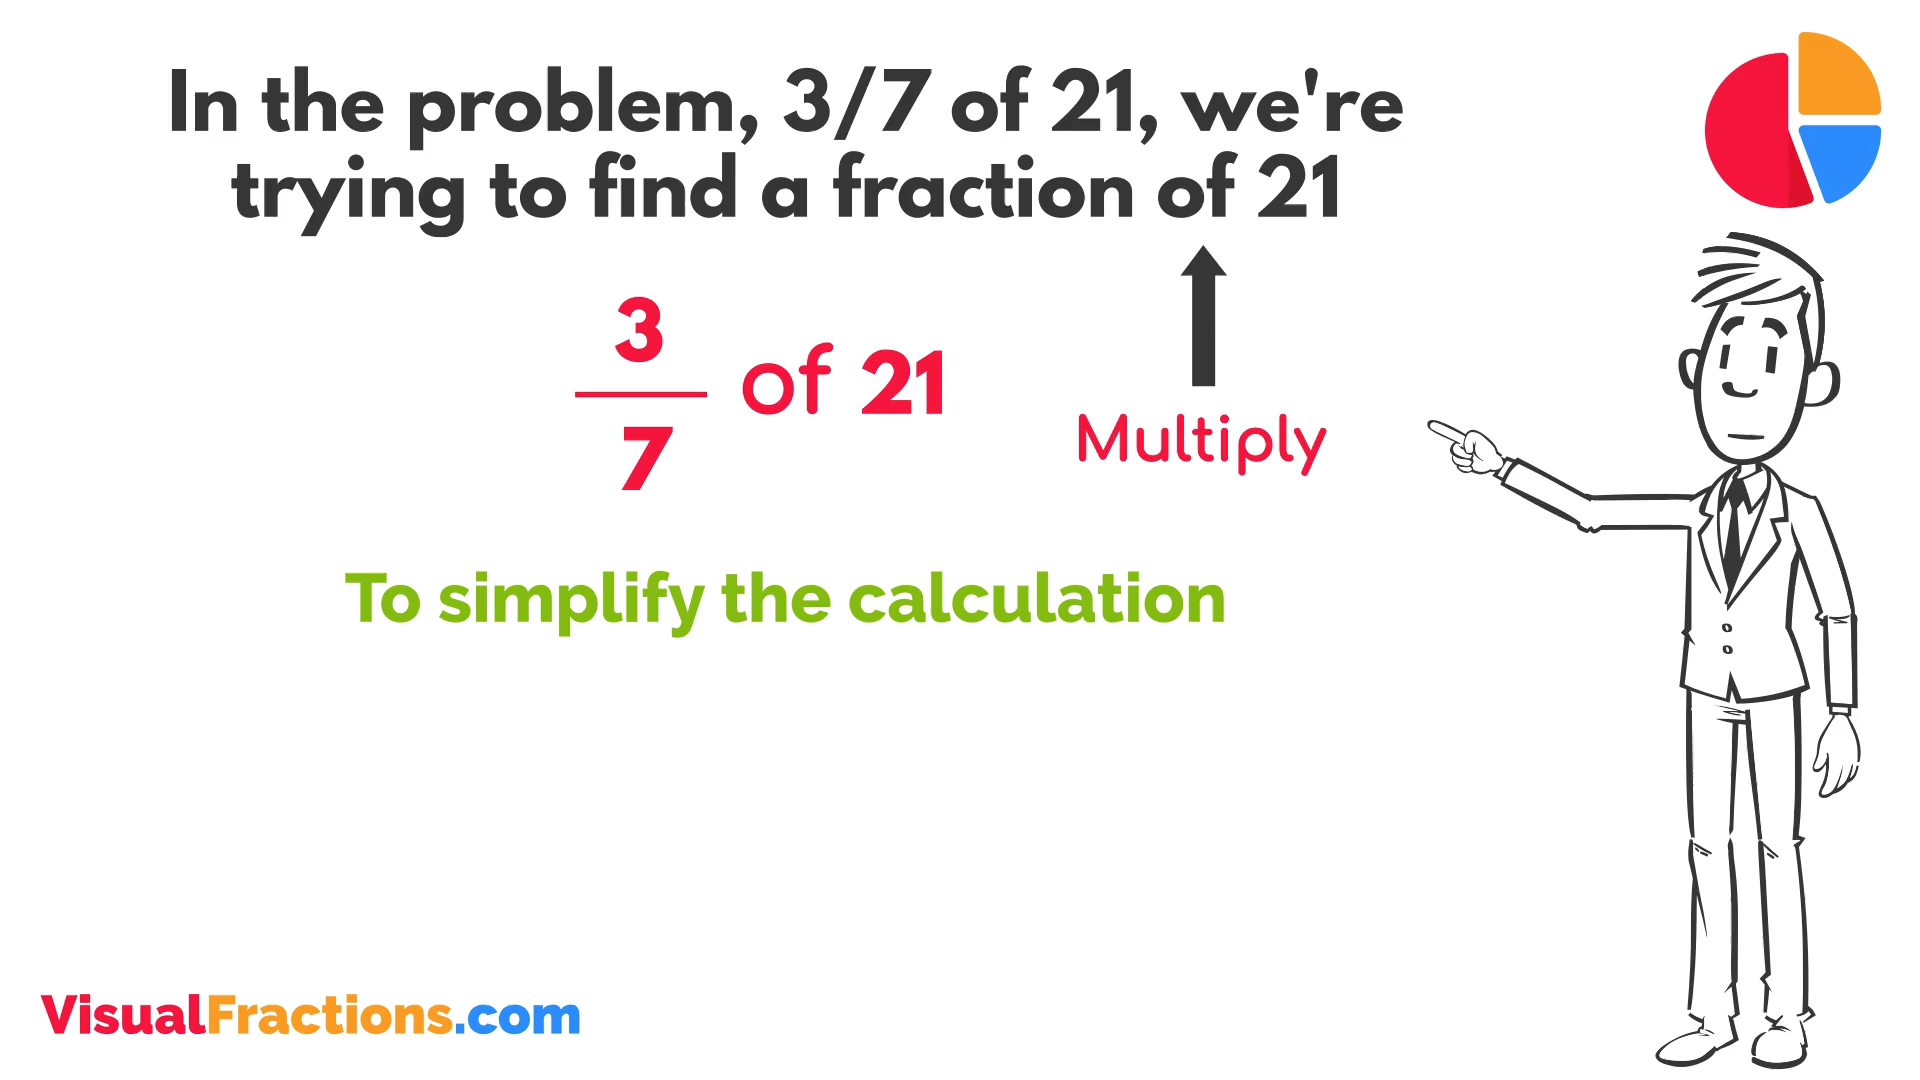 In the problem, 3/7 of 21, we're
trying to find a fraction of 21
3
7
of 21
Multiply
To simplify the calculation
VisualFractions.com